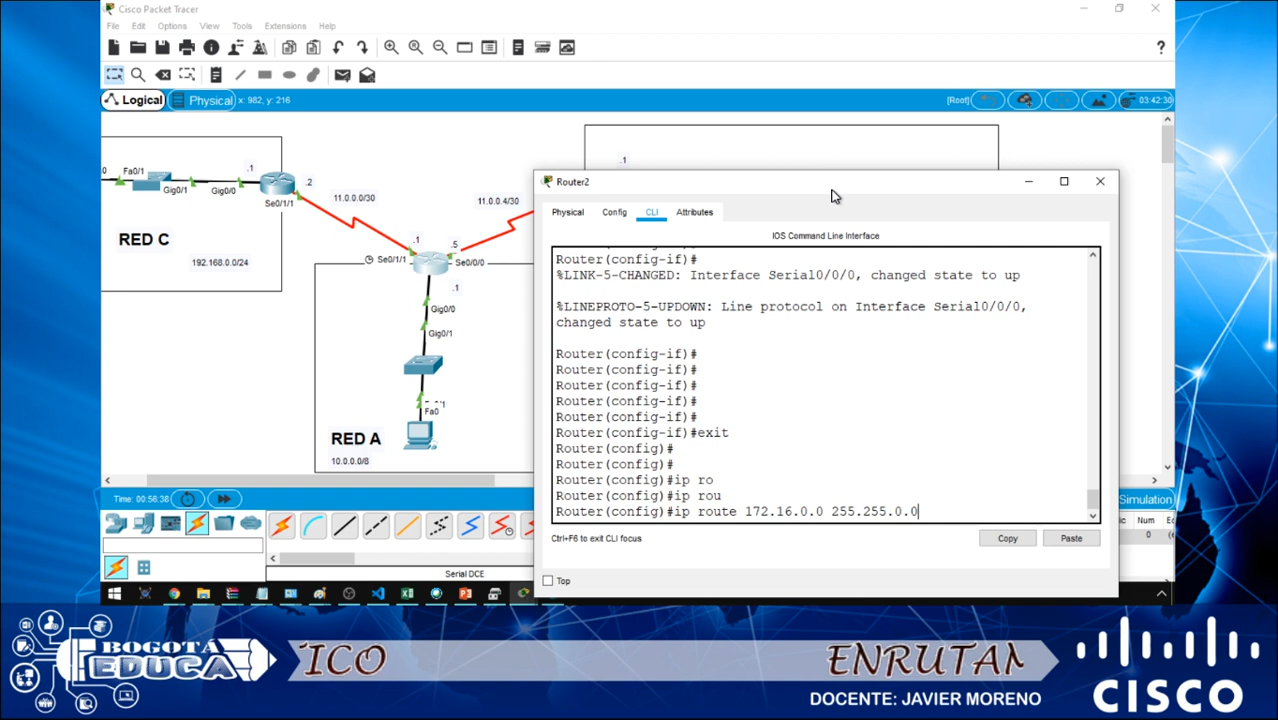 Cisco Packet Tracer
File Edit Options View Tools Extensions Help
?
Logical Physical x: 982, y: 216 [Root] 03:42:30
.1
Fa0/1 .1
Gig0/1 Gig0/0 .2
Se0/1/1
11.0.0.0/30
11.0.0.4/30
RED C
192.168.0.0/24
.1 .5
Se0/1/1 Se0/0/0
.1
Gig0/0
Gig0/1
Fa0
RED A
10.0.0.0/8
Router2
Physical Config CLI Attributes
IOS Command Line Interface
Router(config-if)#
%LINK-5-CHANGED: Interface Serial0/0/0, changed state to up
%LINEPROTO-5-UPDOWN: Line protocol on Interface Serial0/0/0,
changed state to up
Router(config-if)#
Router(config-if)#
Router(config-if)#
Router(config-if)#
Router(config-if)#
Router(config-if)#exit
Router(config)#
Router(config)#
Router(config)#ip ro
Router(config)#ip rou
Router(config)#ip route 172.16.0.0 255.255.0.0
Ctrl+F6 to exit CLI focus
Copy Paste
Top
Time: 00:56:38
Simulation
Num
0
Serial DCE
BOGOTÁ
EDUCA
ICO ENRUTAM
DOCENTE: JAVIER MORENO
CISCO